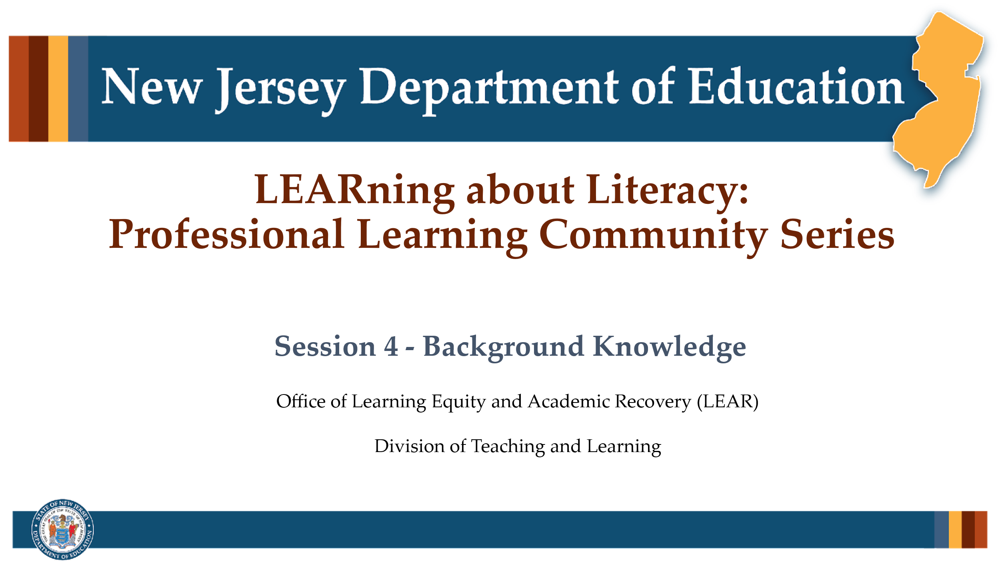 New Jersey Department of Education
LEARning about Literacy:
Professional Learning Community Series
Session 4 - Background Knowledge
Office of Learning Equity and Academic Recovery (LEAR)
Division of Teaching and Learning
STATE OF NEW JERSEY
THE GREAT SEAL OF THE STATE OF NEW JERSEY
DEPARTMENT OF EDUCATION